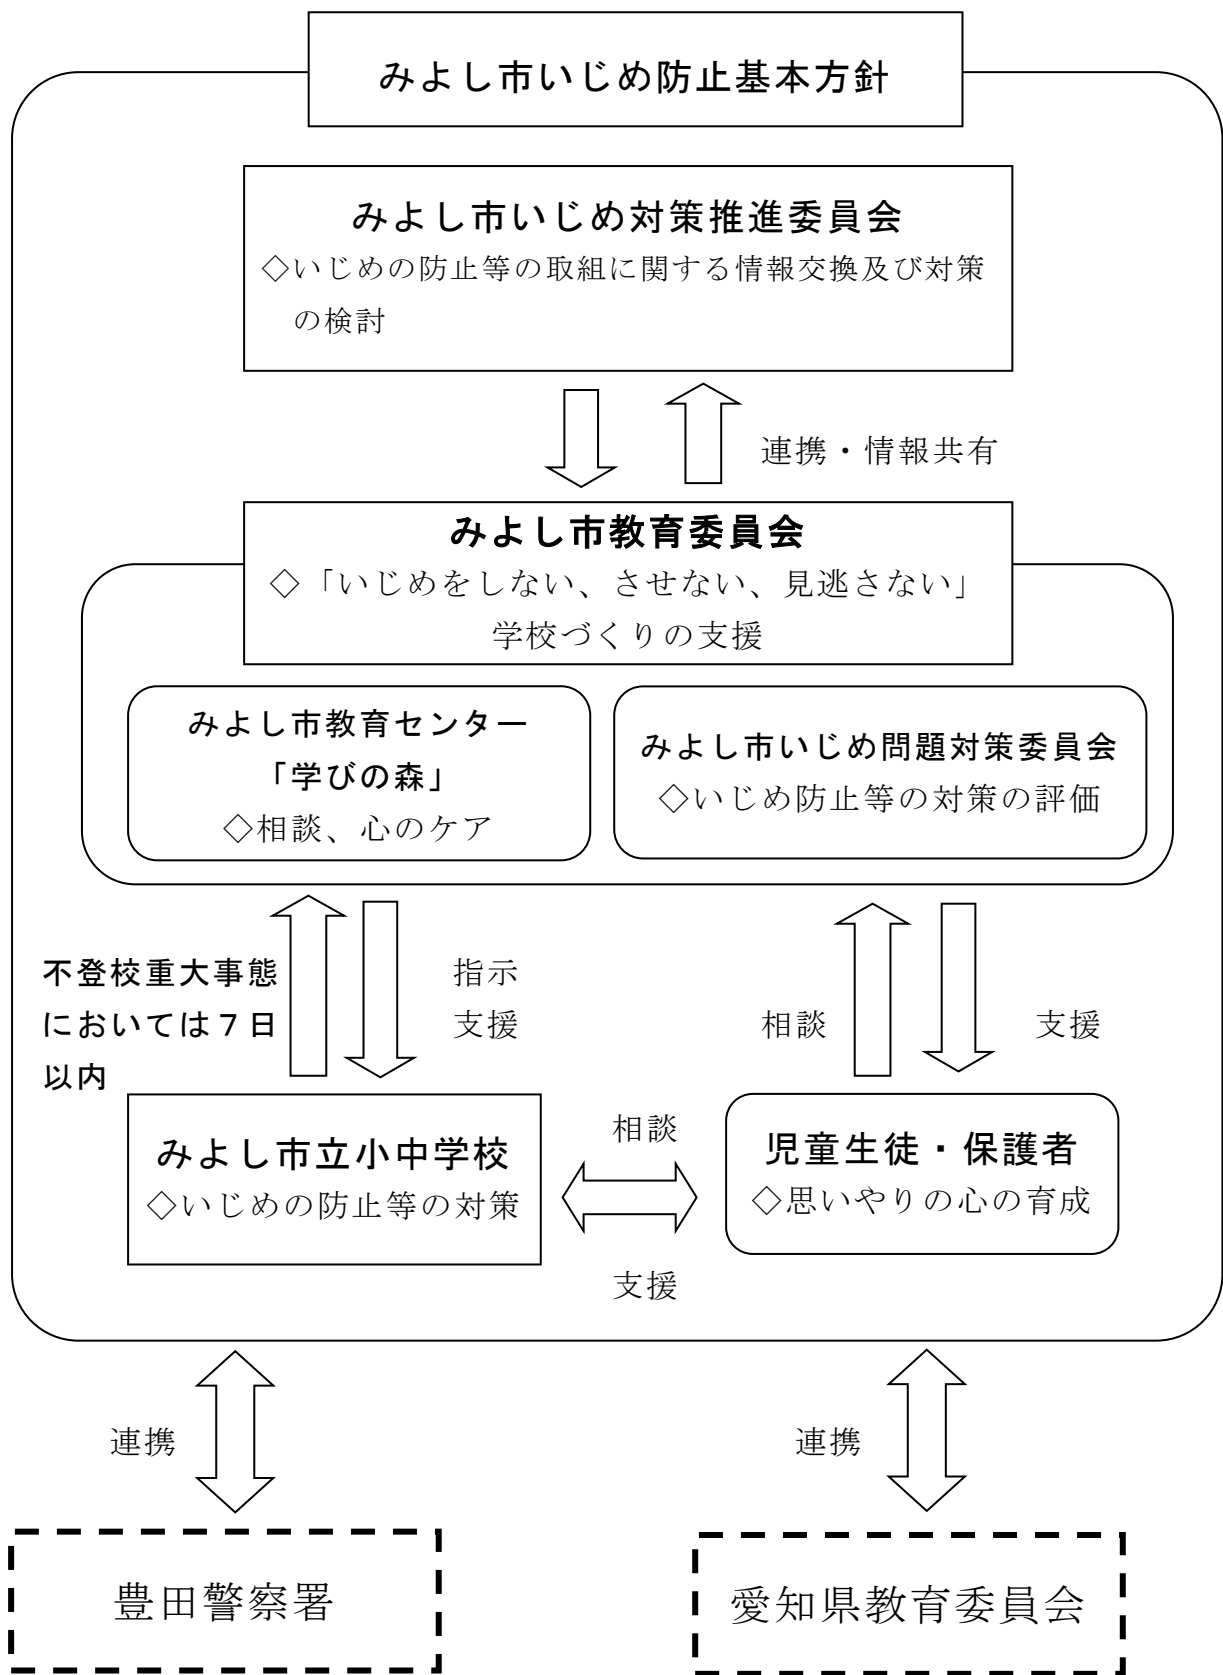 みよし市いじめ防止基本方針
みよし市いじめ対策推進委員会
◇いじめの防止等の取組に関する情報交換及び対策
の検討
連携・情報共有
みよし市教育委員会
◇「いじめをしない、させない、見逃さない」
学校づくりの支援
みよし市教育センター
「学びの森」
◇相談、心のケア
みよし市いじめ問題対策委員会
◇いじめ防止等の対策の評価
不登校重大事態
においては７日
以内
指示
支援
相談
支援
みよし市立小中学校
◇いじめの防止等の対策
相談
支援
児童生徒・保護者
◇思いやりの心の育成
連携
連携
豊田警察署
愛知県教育委員会